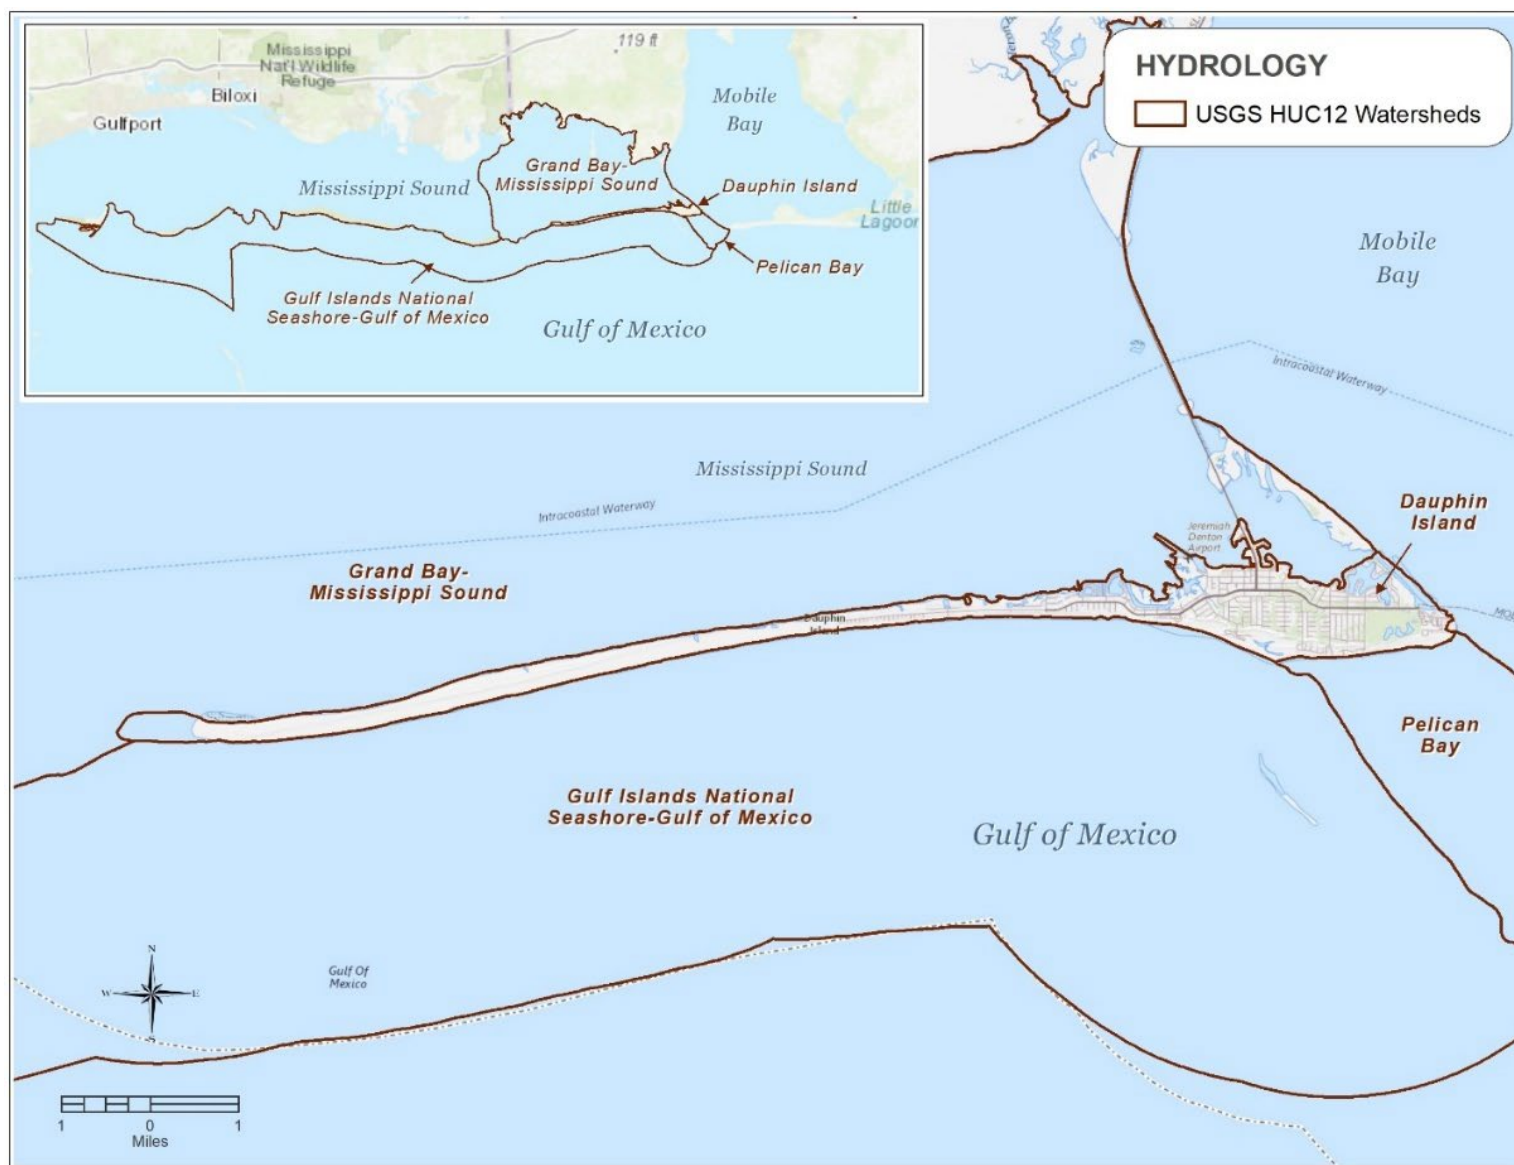 119 ft
Mississippi
Nat'l Wildlife
Refuge
Biloxi
Gulfport
Mobile
Bay
Mississippi Sound
Grand Bay-
Mississippi Sound
Dauphin Island
Little
Lagoon
Pelican Bay
Gulf Islands National
Seashore-Gulf of Mexico
Gulf of Mexico
HYDROLOGY
USGS HUC12 Watersheds
Mobile
Bay
Intracoastal Waterway
Mississippi Sound
Intracoastal Waterway
Dauphin
Island
Jeremiah
Denton
Airport
Grand Bay-
Mississippi Sound
Dauphin
Island
Pelican
Bay
Gulf Islands National
Seashore-Gulf of Mexico
Gulf of Mexico
Gulf Of
Mexico
N
W E
S
1 0 1
Miles